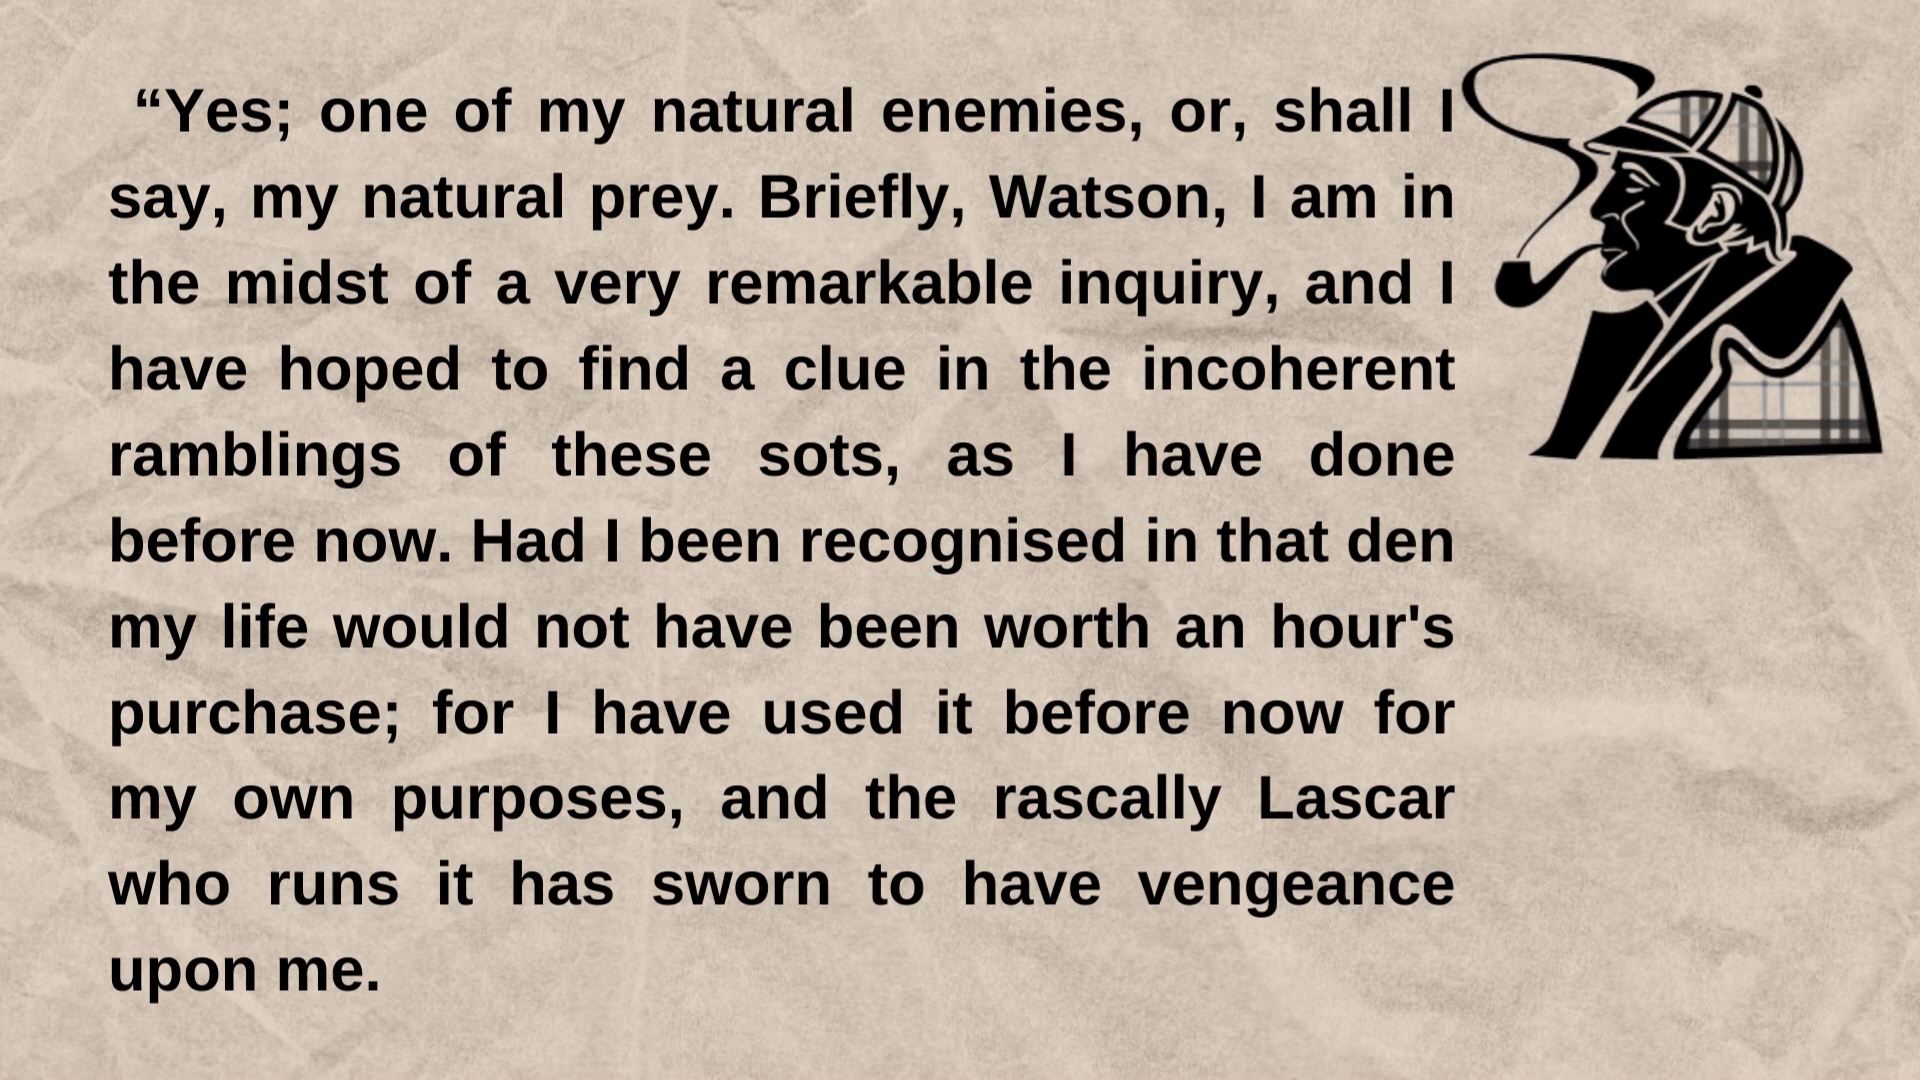 “Yes; one of my natural enemies, or, shall I
say, my natural prey. Briefly, Watson, I am in
the midst of a very remarkable inquiry, and I
have hoped to find a clue in the incoherent
ramblings of these sots, as I have done
before now. Had I been recognised in that den
my life would not have been worth an hour's
purchase; for I have used it before now for
my own purposes, and the rascally Lascar
who runs it has sworn to have vengeance
upon me.